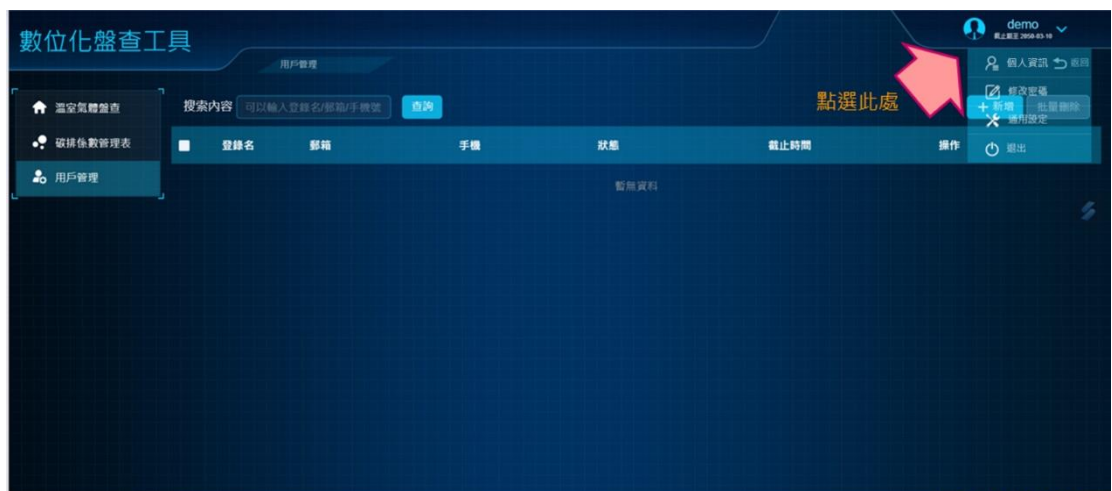 數位化盤查工具
demo
截止期至 2050-03-10
用戶管理
個人資訊
返回
修改密碼
通用設定
退出
溫室氣體盤查
碳排係數管理表
用戶管理
搜索內容
可以輸入登錄名/郵箱/手機號
查詢
點選此處
+ 新增
批量刪除
登錄名
郵箱
手機
狀態
截止時間
操作
暫無資料